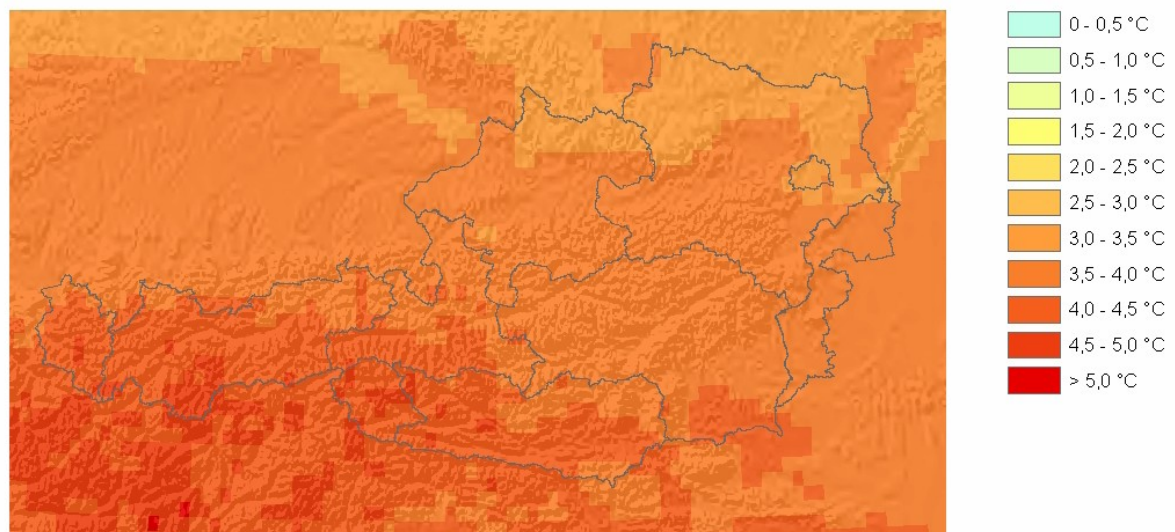 0 - 0,5 °C
0,5 - 1,0 °C
1,0 - 1,5 °C
1,5 - 2,0 °C
2,0 - 2,5 °C
2,5 - 3,0 °C
3,0 - 3,5 °C
3,5 - 4,0 °C
4,0 - 4,5 °C
4,5 - 5,0 °C
> 5,0 °C